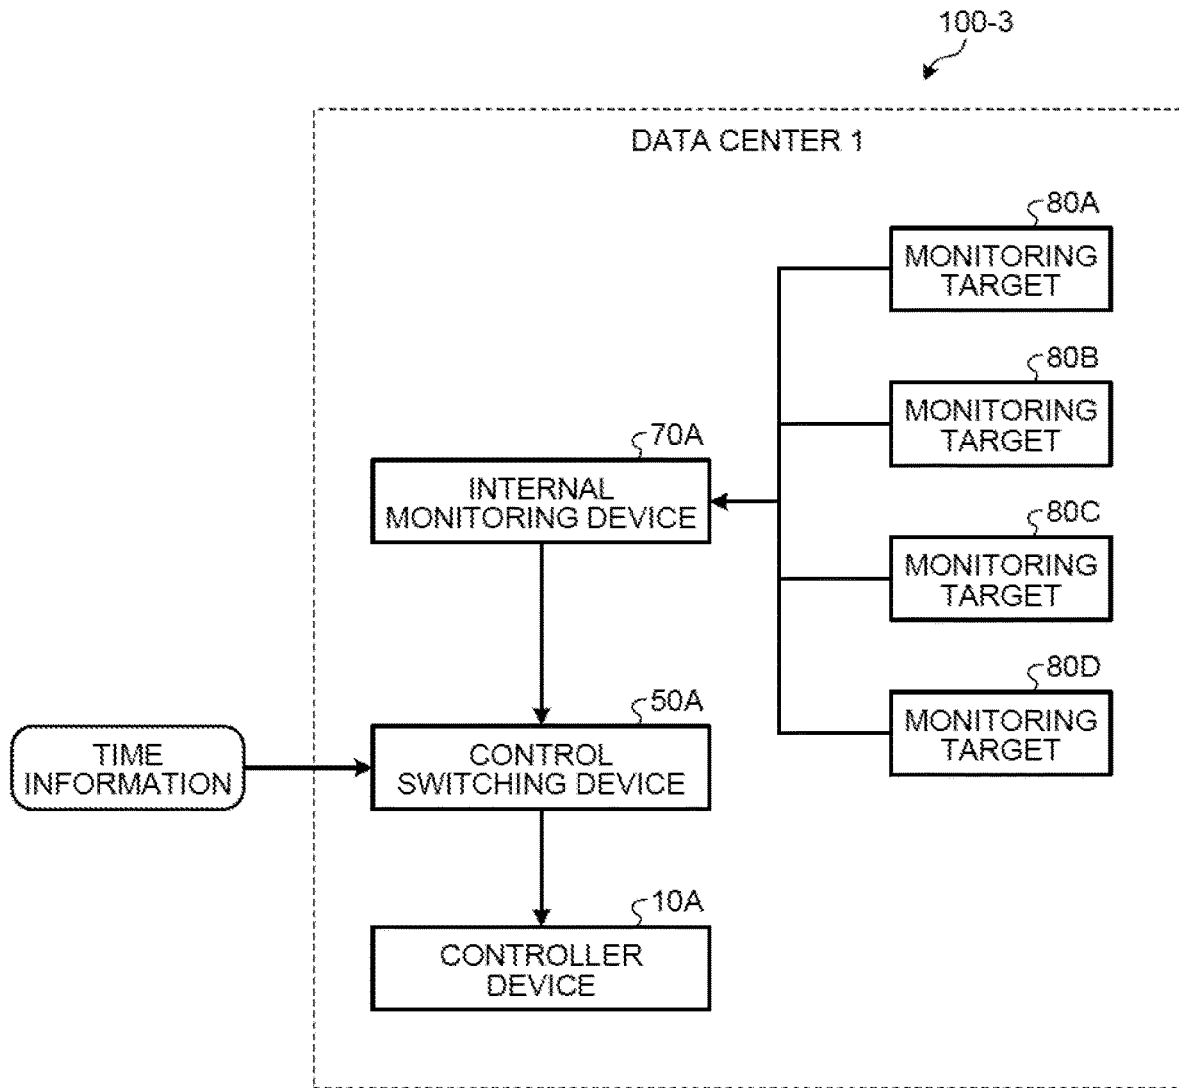 100-3
DATA CENTER 1
80A
MONITORING
TARGET
80B
MONITORING
TARGET
70A
INTERNAL
MONITORING DEVICE
80C
MONITORING
TARGET
80D
MONITORING
TARGET
50A
CONTROL
SWITCHING DEVICE
TIME
INFORMATION
10A
CONTROLLER
DEVICE